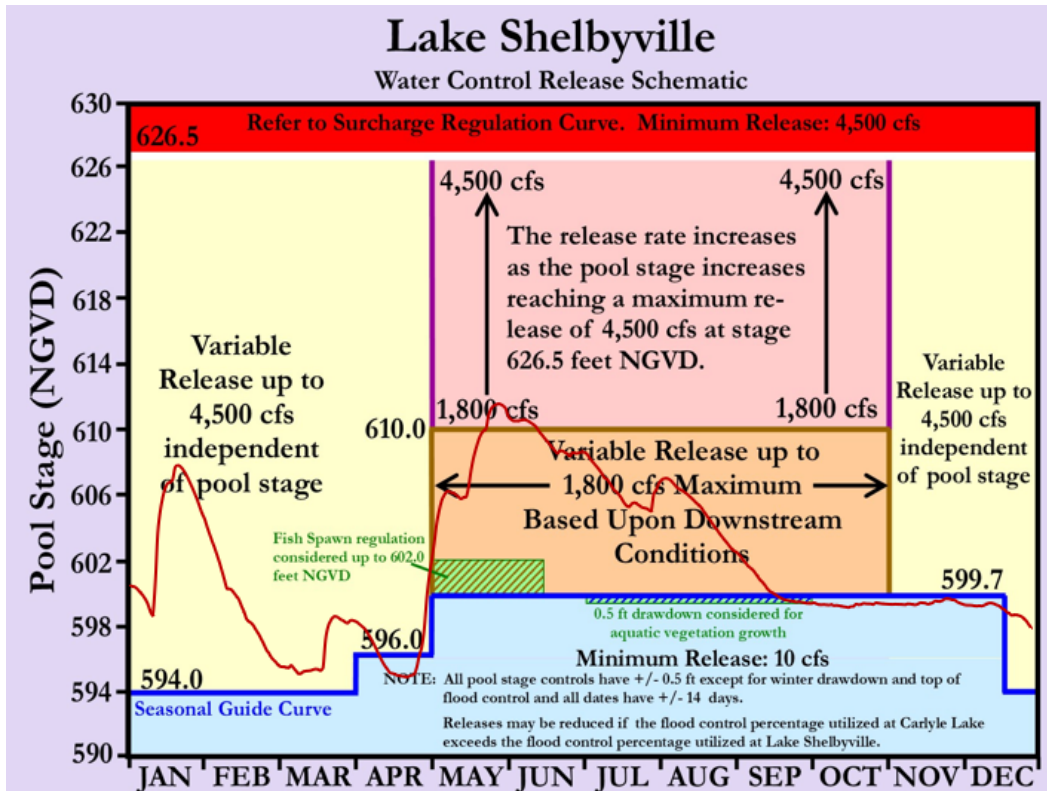 Lake Shelbyville
Water Control Release Schematic
Pool Stage (NGVD)
630
626
622
618
614
610
606
602
598
594
590
Refer to Surcharge Regulation Curve. Minimum Release: 4,500 cfs
626.5
4,500 cfs
4,500 cfs
The release rate increases
as the pool stage increases
reaching a maximum re-
lease of 4,500 cfs at stage
626.5 feet NGVD.
Variable
Release up to
4,500 cfs
independent
of pool stage
Variable
Release up to
4,500 cfs
independent
of pool stage
1,800 cfs
1,800 cfs
610.0
Variable Release up to
1,800 cfs Maximum
Based Upon Downstream
Conditions
Fish Spawn regulation
considered up to 602.0
feet NGVD
599.7
0.5 ft drawdown considered for
aquatic vegetation growth
596.0
Minimum Release: 10 cfs
594.0
Seasonal Guide Curve
NOTE: All pool stage controls have +/- 0.5 ft except for winter drawdown and top of
flood control and all dates have +/- 14 days.
Releases may be reduced if the flood control percentage utilized at Carlyle Lake
exceeds the flood control percentage utilized at Lake Shelbyville.
JAN FEB MAR APR MAY JUN JUL AUG SEP OCT NOV DEC